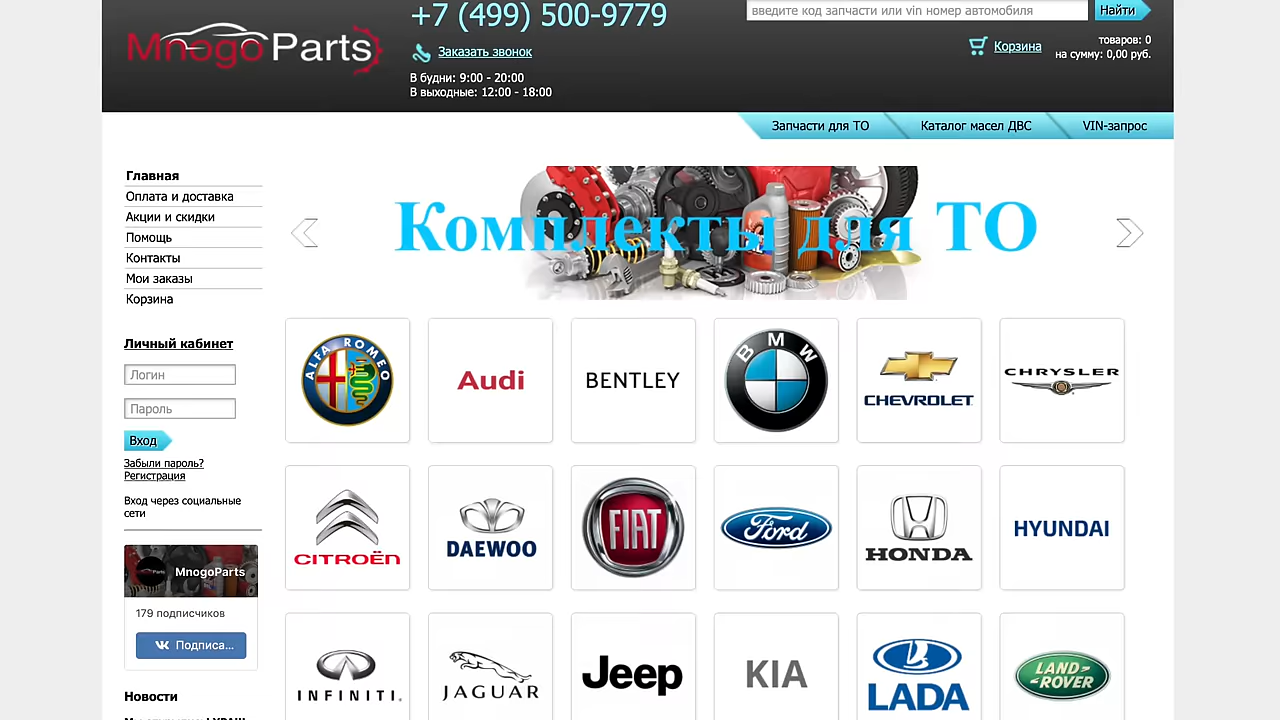 MnogoParts
+7 (499) 500-9779
Заказать звонок
В будни: 9:00 - 20:00
В выходные: 12:00 - 18:00
введите код запчасти или vin номер автомобиля
Найти
Корзина
товаров: 0
на сумму: 0,00 руб.
Запчасти для ТО
Каталог масел ДВС
VIN-запрос
Главная
Оплата и доставка
Акции и скидки
Помощь
Контакты
Мои заказы
Корзина
Личный кабинет
Логин
Пароль
Вход
Забыли пароль?
Регистрация
Вход через социальные
сети
MnogoParts
179 подписчиков
Подписа...
Новости
Комплекты для ТО
ALFA ROMEO
Audi
BENTLEY
BMW
CHEVROLET
CHRYSLER
CITROËN
DAEWOO
FIAT
Ford
HONDA
HYUNDAI
INFINITI
JAGUAR
Jeep
KIA
LADA
LAND-
ROVER